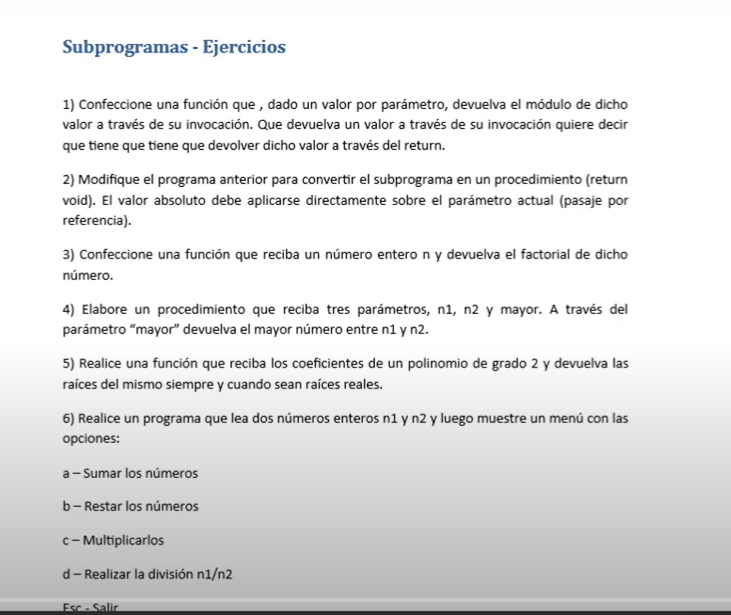 Subprogramas - Ejercicios
1) Confeccione una función que , dado un valor por parámetro, devuelva el módulo de dicho
valor a través de su invocación. Que devuelva un valor a través de su invocación quiere decir
que tiene que tiene que devolver dicho valor a través del return.
2) Modifique el programa anterior para convertir el subprograma en un procedimiento (return
void). El valor absoluto debe aplicarse directamente sobre el parámetro actual (pasaje por
referencia).
3) Confeccione una función que reciba un número entero n y devuelva el factorial de dicho
número.
4) Elabore un procedimiento que reciba tres parámetros, n1, n2 y mayor. A través del
parámetro “mayor” devuelva el mayor número entre n1 y n2.
5) Realice una función que reciba los coeficientes de un polinomio de grado 2 y devuelva las
raíces del mismo siempre y cuando sean raíces reales.
6) Realice un programa que lea dos números enteros n1 y n2 y luego muestre un menú con las
opciones:
a – Sumar los números
b – Restar los números
c – Multiplicarlos
d – Realizar la división n1/n2
Esc - Salir